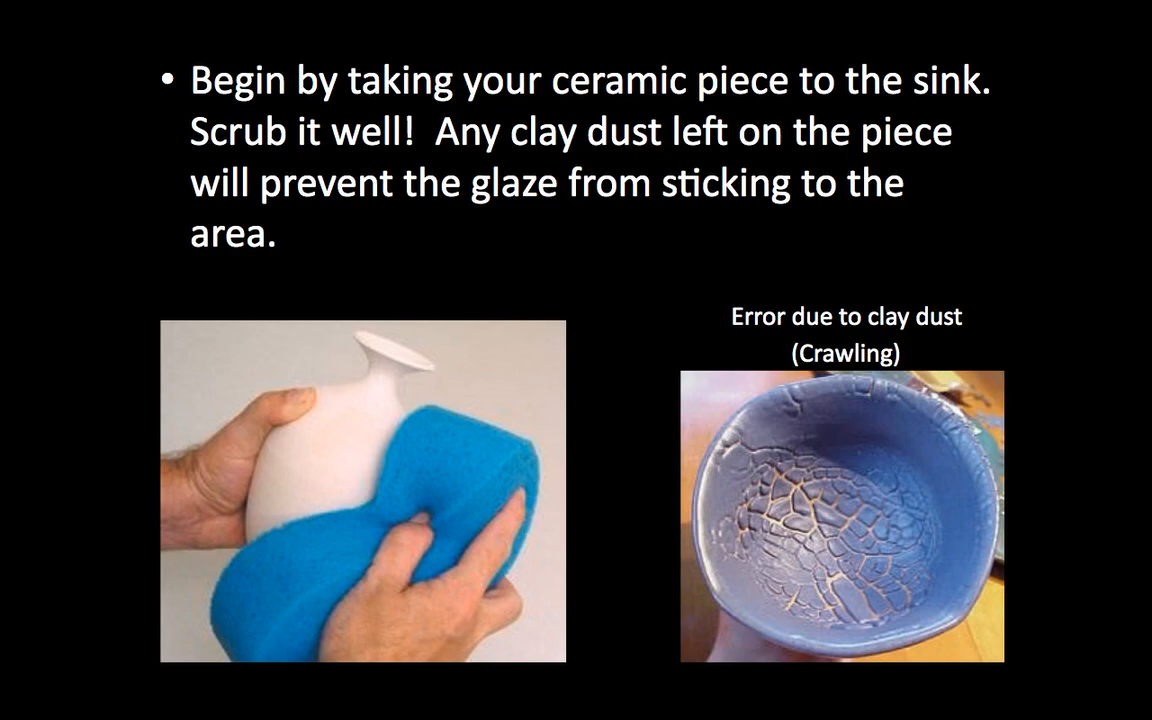 • Begin by taking your ceramic piece to the sink.
Scrub it well!  Any clay dust left on the piece
will prevent the glaze from sticking to the
area.
Error due to clay dust
(Crawling)